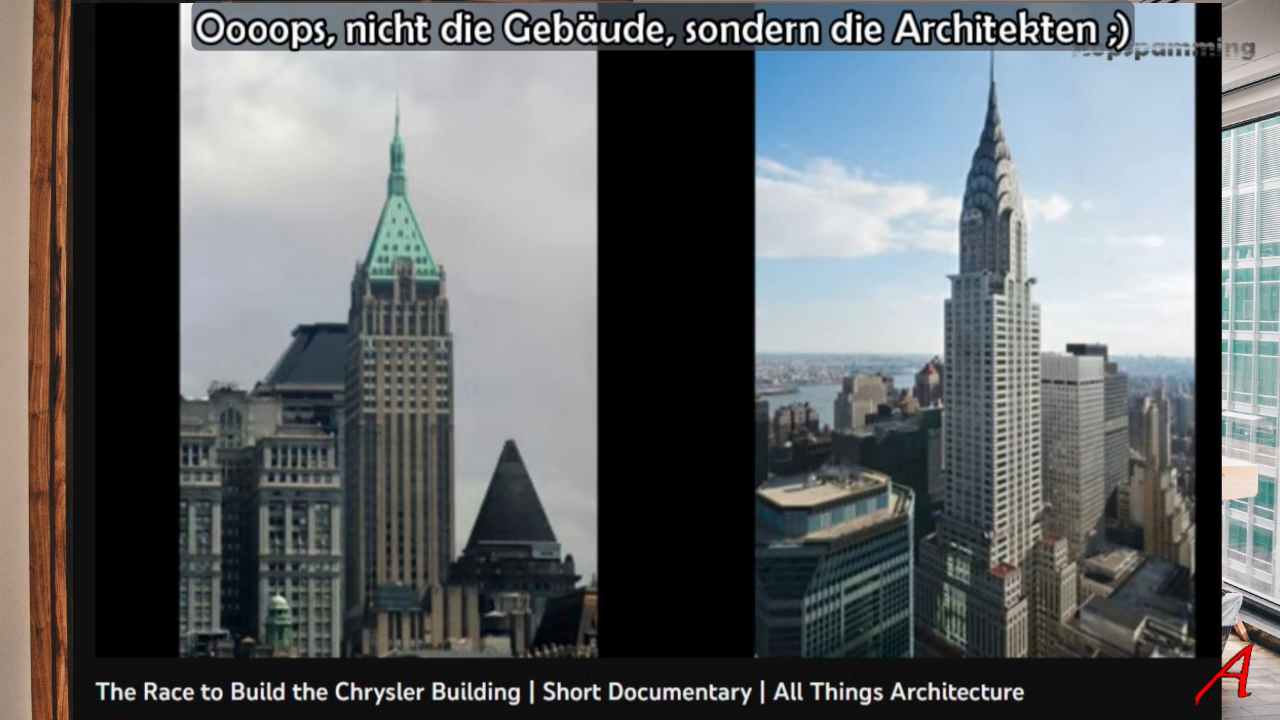 Oooops, nicht die Gebäude, sondern die Architekten ;)
The Race to Build the Chrysler Building | Short Documentary | All Things Architecture
A